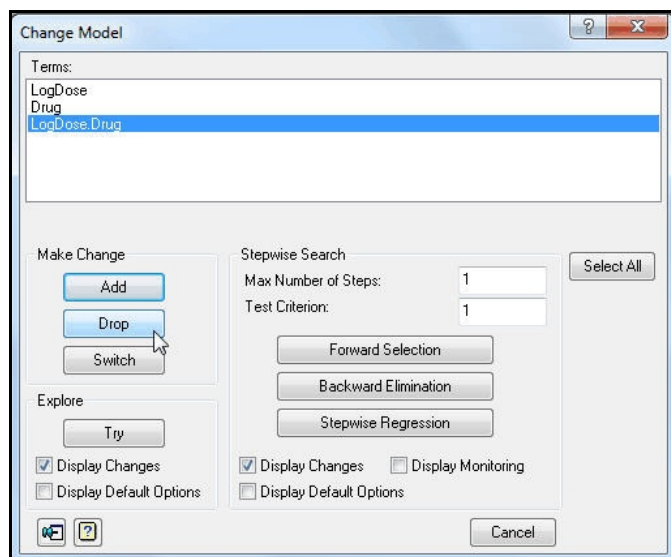 Change Model
Terms:
LogDose
Drug
LogDose.Drug
Make Change
Add
Drop
Switch
Explore
Try
Display Changes
Display Default Options
Stepwise Search
Max Number of Steps: 1
Test Criterion: 1
Forward Selection
Backward Elimination
Stepwise Regression
Display Changes Display Monitoring
Display Default Options
Select All
Cancel